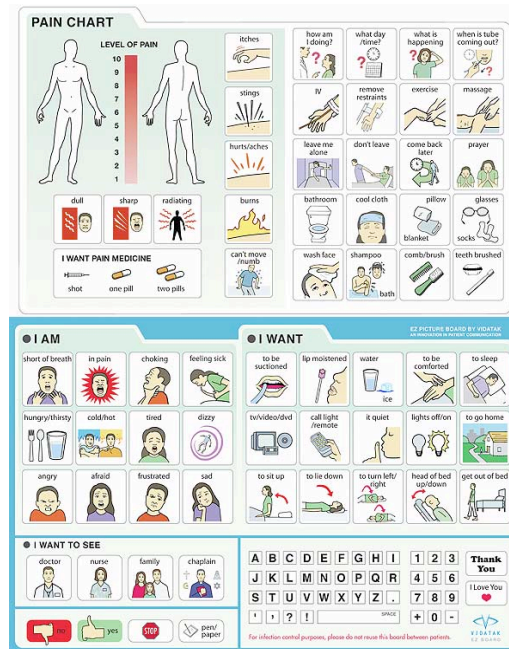 PAIN CHART
LEVEL OF PAIN
10
9
8
7
6
5
4
3
2
1
dull
sharp
radiating
I WANT PAIN MEDICINE
shot
one pill
two pills
itches
stings
hurts/aches
burns
can't move
/numb
how am
I doing?
what day
/time?
what is
happening
when is tube
coming out?
IV
remove
restraints
exercise
massage
leave me
alone
don't leave
come back
later
prayer
bathroom
cool cloth
pillow
blanket
glasses
socks
wash face
shampoo
bath
comb/brush
teeth brushed
I AM
short of breath
in pain
choking
feeling sick
hungry/thirsty
cold/hot
tired
dizzy
angry
afraid
frustrated
sad
I WANT
EZ PICTURE BOARD BY VIDATAK
AN INNOVATION IN PATIENT COMMUNICATION
to be
suctioned
lip moistened
water
ice
to be
comforted
to sleep
tv/video/dvd
call light
/remote
it quiet
lights off/on
to go home
to sit up
to lie down
to turn left/
right
head of bed
up/down
get out of bed
I WANT TO SEE
doctor
nurse
family
chaplain
no
yes
STOP
pen/
paper
A B C D E F G H I
J K L M N O P Q R
S T U V W X Y Z .
' , ? ! SPACE
1 2 3
4 5 6
7 8 9
+ 0 -
Thank
You
I Love You
VIDATAK
EZ BOARD
For infection control purposes, please do not reuse this board between patients.